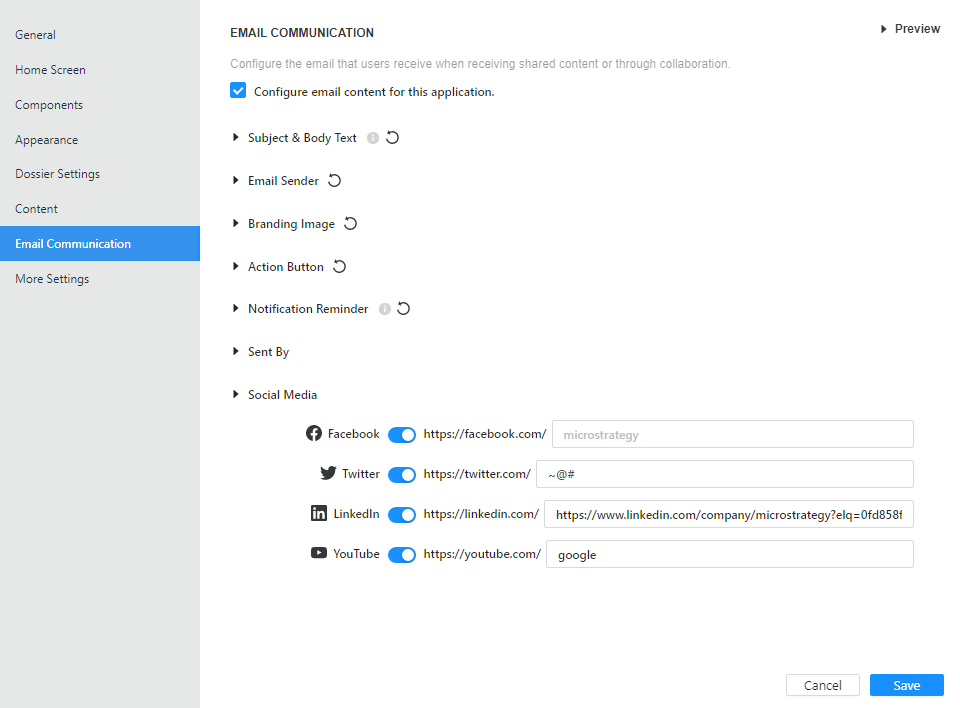 General
Home Screen
Components
Appearance
Dossier Settings
Content
Email Communication
More Settings
EMAIL COMMUNICATION
Preview
Configure the email that users receive when receiving shared content or through collaboration.
Configure email content for this application.
Subject & Body Text
Email Sender
Branding Image
Action Button
Notification Reminder
Sent By
Social Media
Facebook https://facebook.com/ microstrategy
Twitter https://twitter.com/ ~@#
LinkedIn https://linkedin.com/ https://www.linkedin.com/company/microstrategy?elq=0fd858f
YouTube https://youtube.com/ google
Cancel Save